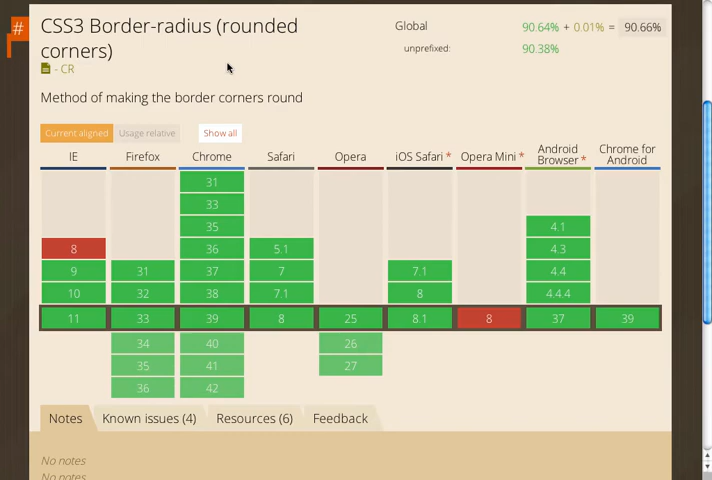 #
CSS3 Border-radius (rounded corners)
- CR
Global 90.64% + 0.01% = 90.66%
unprefixed: 90.38%
Method of making the border corners round
Current aligned Usage relative Show all
IE Firefox Chrome Safari Opera iOS Safari * Opera Mini * Android Browser * Chrome for Android
31
33
35 4.1
8 36 5.1 4.3
9 31 37 7 7.1 4.4
10 32 38 7.1 8 4.4.4
11 33 39 8 25 8.1 8 37 39
34 40 26
35 41 27
36 42
Notes Known issues (4) Resources (6) Feedback
No notes
No notes